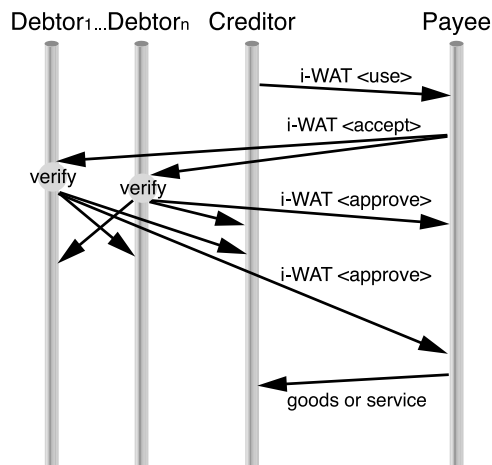 Debtor1...Debtorn Creditor Payee
i-WAT <use>
i-WAT <accept>
verify
verify
i-WAT <approve>
i-WAT <approve>
goods or service